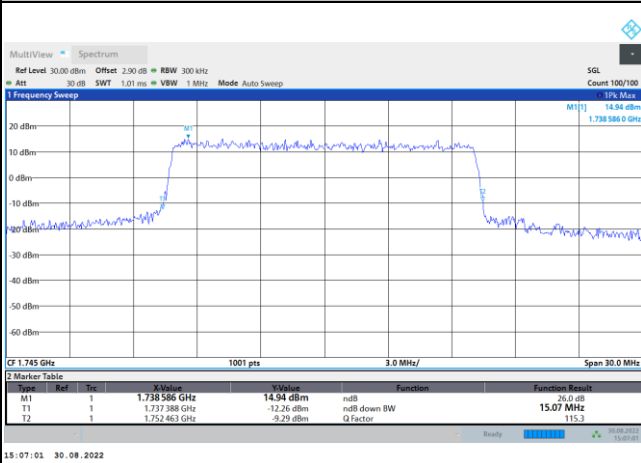 MultiView Spectrum
Ref Level 30.00 dBm Offset 2.90 dB RBW 300 kHz SGL
Att 30 dB SWT 1.01 ms VBW 1 MHz Mode Auto Sweep Count 100/100
1 Frequency Sweep 1Pk Max
M1[1] 14.94 dBm
1.738 586 0 GHz
M1
20 dBm
10 dBm
0 dBm
T1 T2
-10 dBm
-20 dBm
-30 dBm
-40 dBm
-50 dBm
-60 dBm
CF 1.745 GHz 1001 pts 3.0 MHz/ Span 30.0 MHz
2 Marker Table
Type Ref Trc X-Value Y-Value Function Function Result
M1 1 1.738 586 GHz 14.94 dBm ndB 26.0 dB
T1 1 1.737 388 GHz -12.26 dBm ndB down BW 15.07 MHz
T2 1 1.752 463 GHz -9.29 dBm Q Factor 115.3
Ready 30.08.2022
15:07:01
15:07:01 30.08.2022